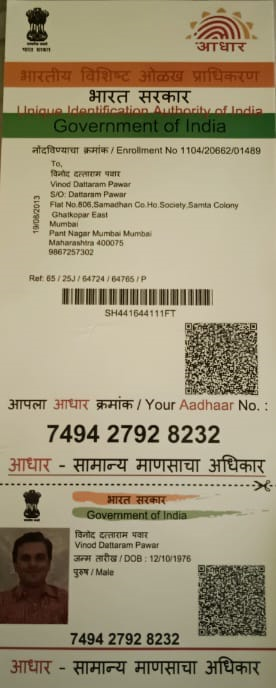 भारत सरकार
आधार
भारतीय विशिष्ट ओळख प्राधिकरण
भारत सरकार
Unique Identification Authority of India
Government of India
नोंदविण्याचा क्रमांक / Enrollment No 1104/20662/01489
To,
विनोद दत्ताराम पवार
Vinod Dattaram Pawar
S/O: Dattaram Pawar
Flat No.806,Samadhan Co.Ho.Society,Samta Colony
Ghatkopar East
Mumbai
Pant Nagar Mumbai Mumbai
Maharashtra 400075
9867257302
19/08/2013
Ref: 65 / 25J / 64724 / 64765 / P
SH441644111FT
आपला आधार क्रमांक / Your Aadhaar No. :
7494 2792 8232
आधार - सामान्य माणसाचा अधिकार
भारत सरकार
Government of India
विनोद दत्ताराम पवार
Vinod Dattaram Pawar
जन्म तारीख / DOB : 12/10/1976
पुरुष / Male
7494 2792 8232
आधार - सामान्य माणसाचा अधिकार